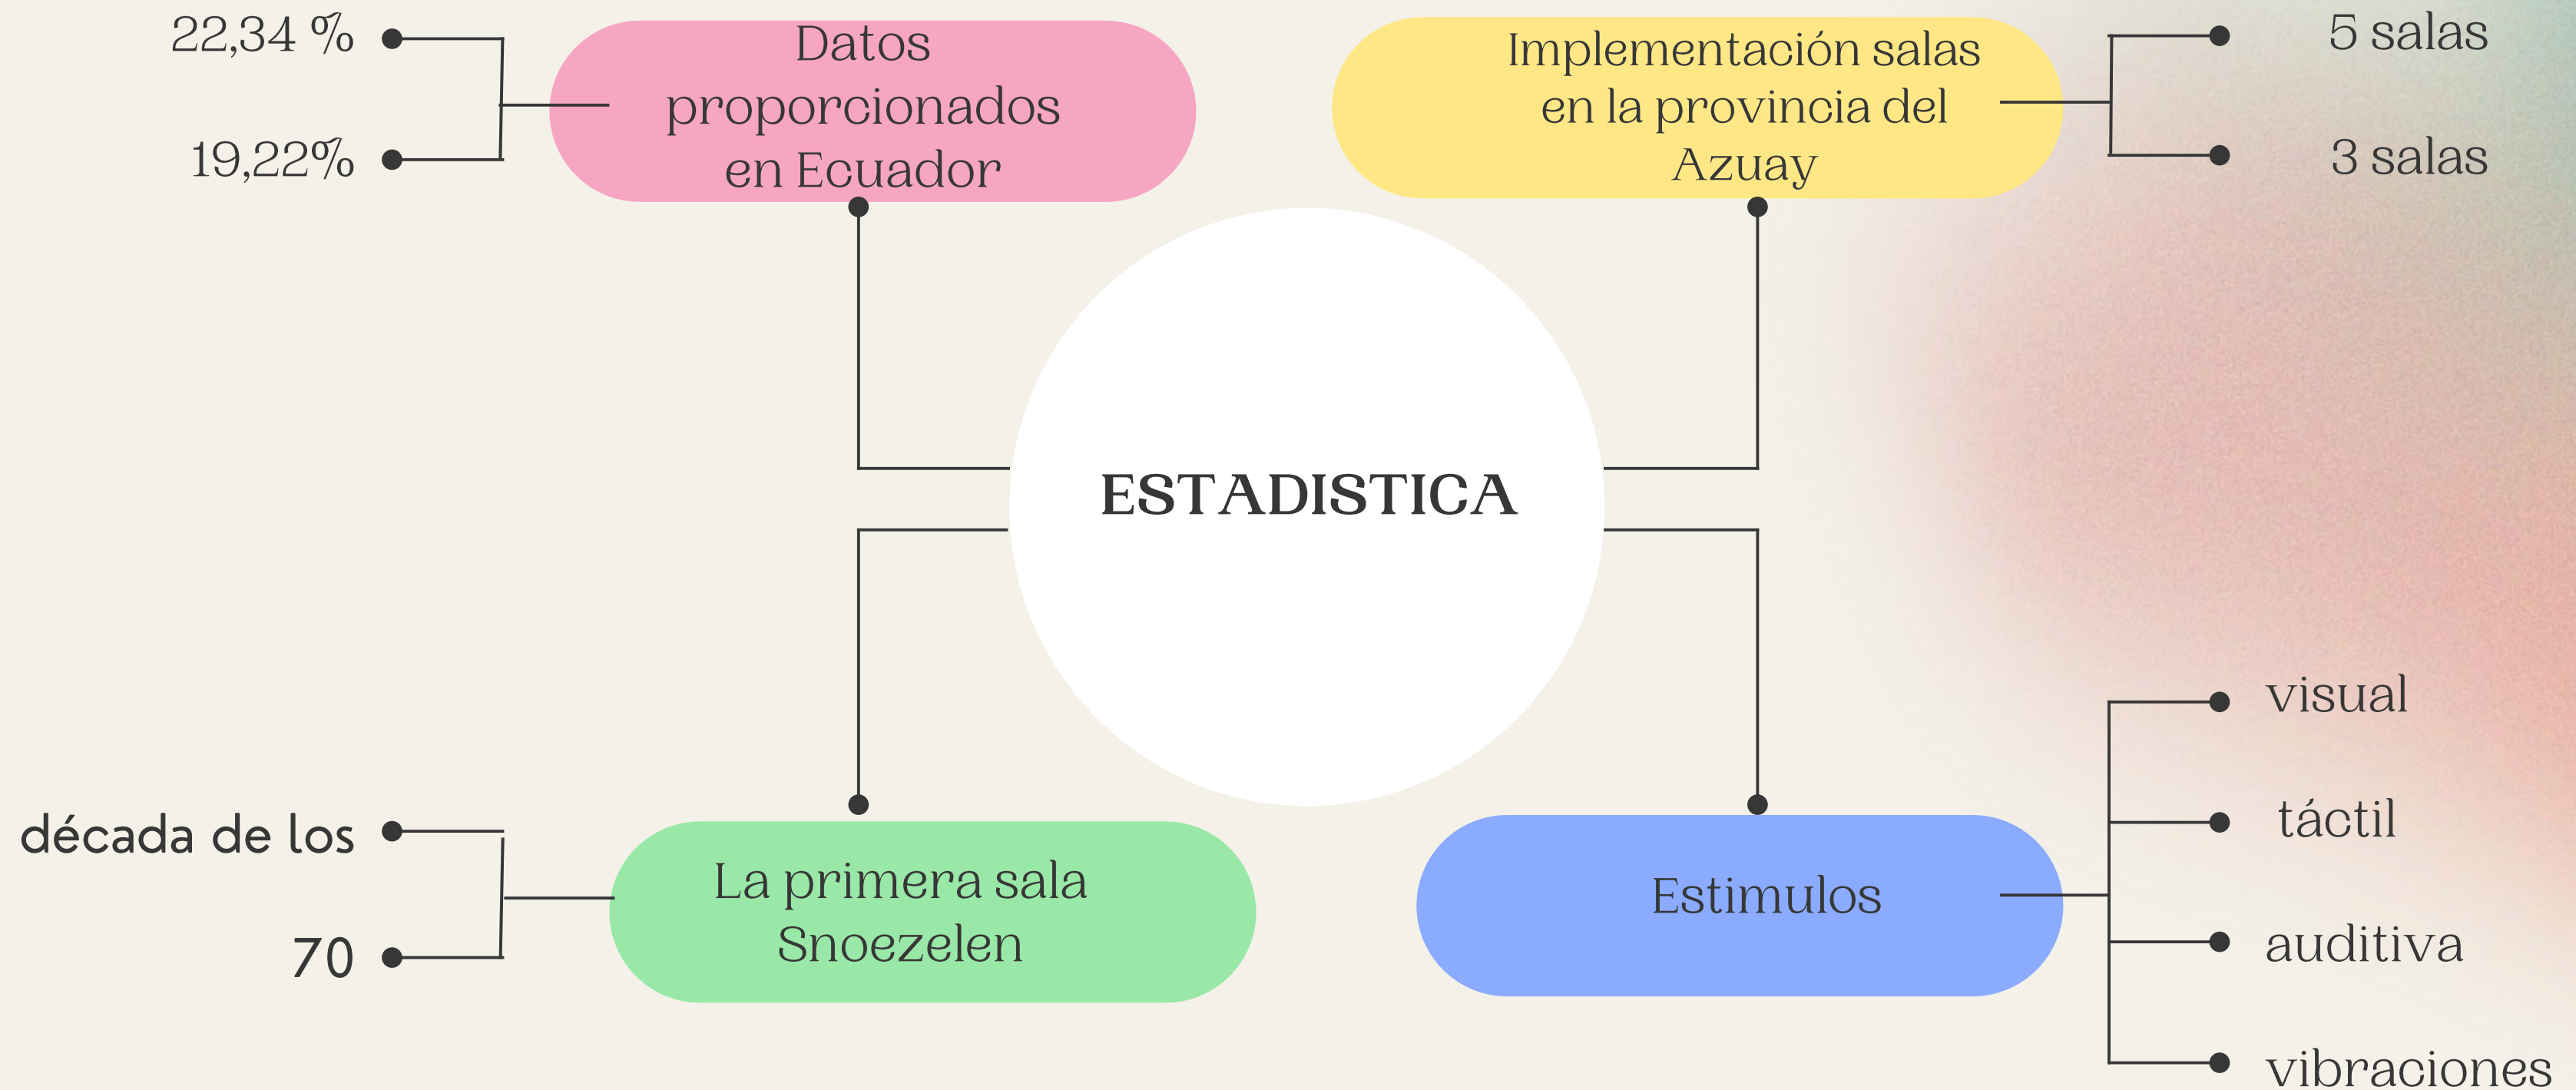 22,34 %
19,22%
Datos
proporcionados
en Ecuador
Implementación salas
en la provincia del
Azuay
5 salas
3 salas
ESTADISTICA
década de los
70
La primera sala
Snoezelen
Estimulos
visual
táctil
auditiva
vibraciones